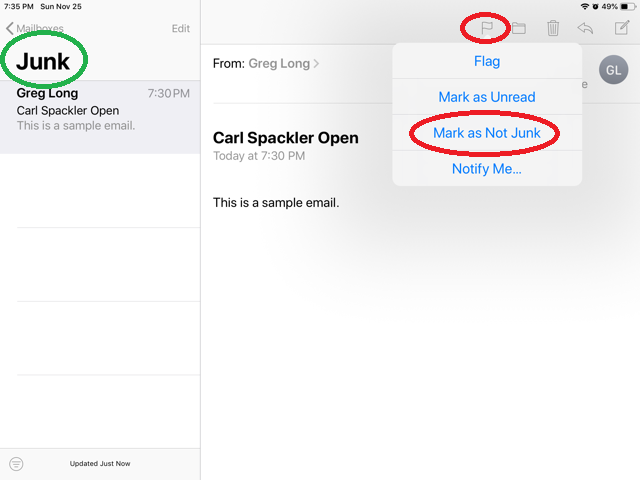 7:35 PM Sun Nov 25
49%
Mailboxes
Edit
Junk
Greg Long 7:30 PM
Carl Spackler Open
This is a sample email.
Updated Just Now
From: Greg Long
GL
e
Flag
Mark as Unread
Mark as Not Junk
Notify Me...
Carl Spackler Open
Today at 7:30 PM
This is a sample email.